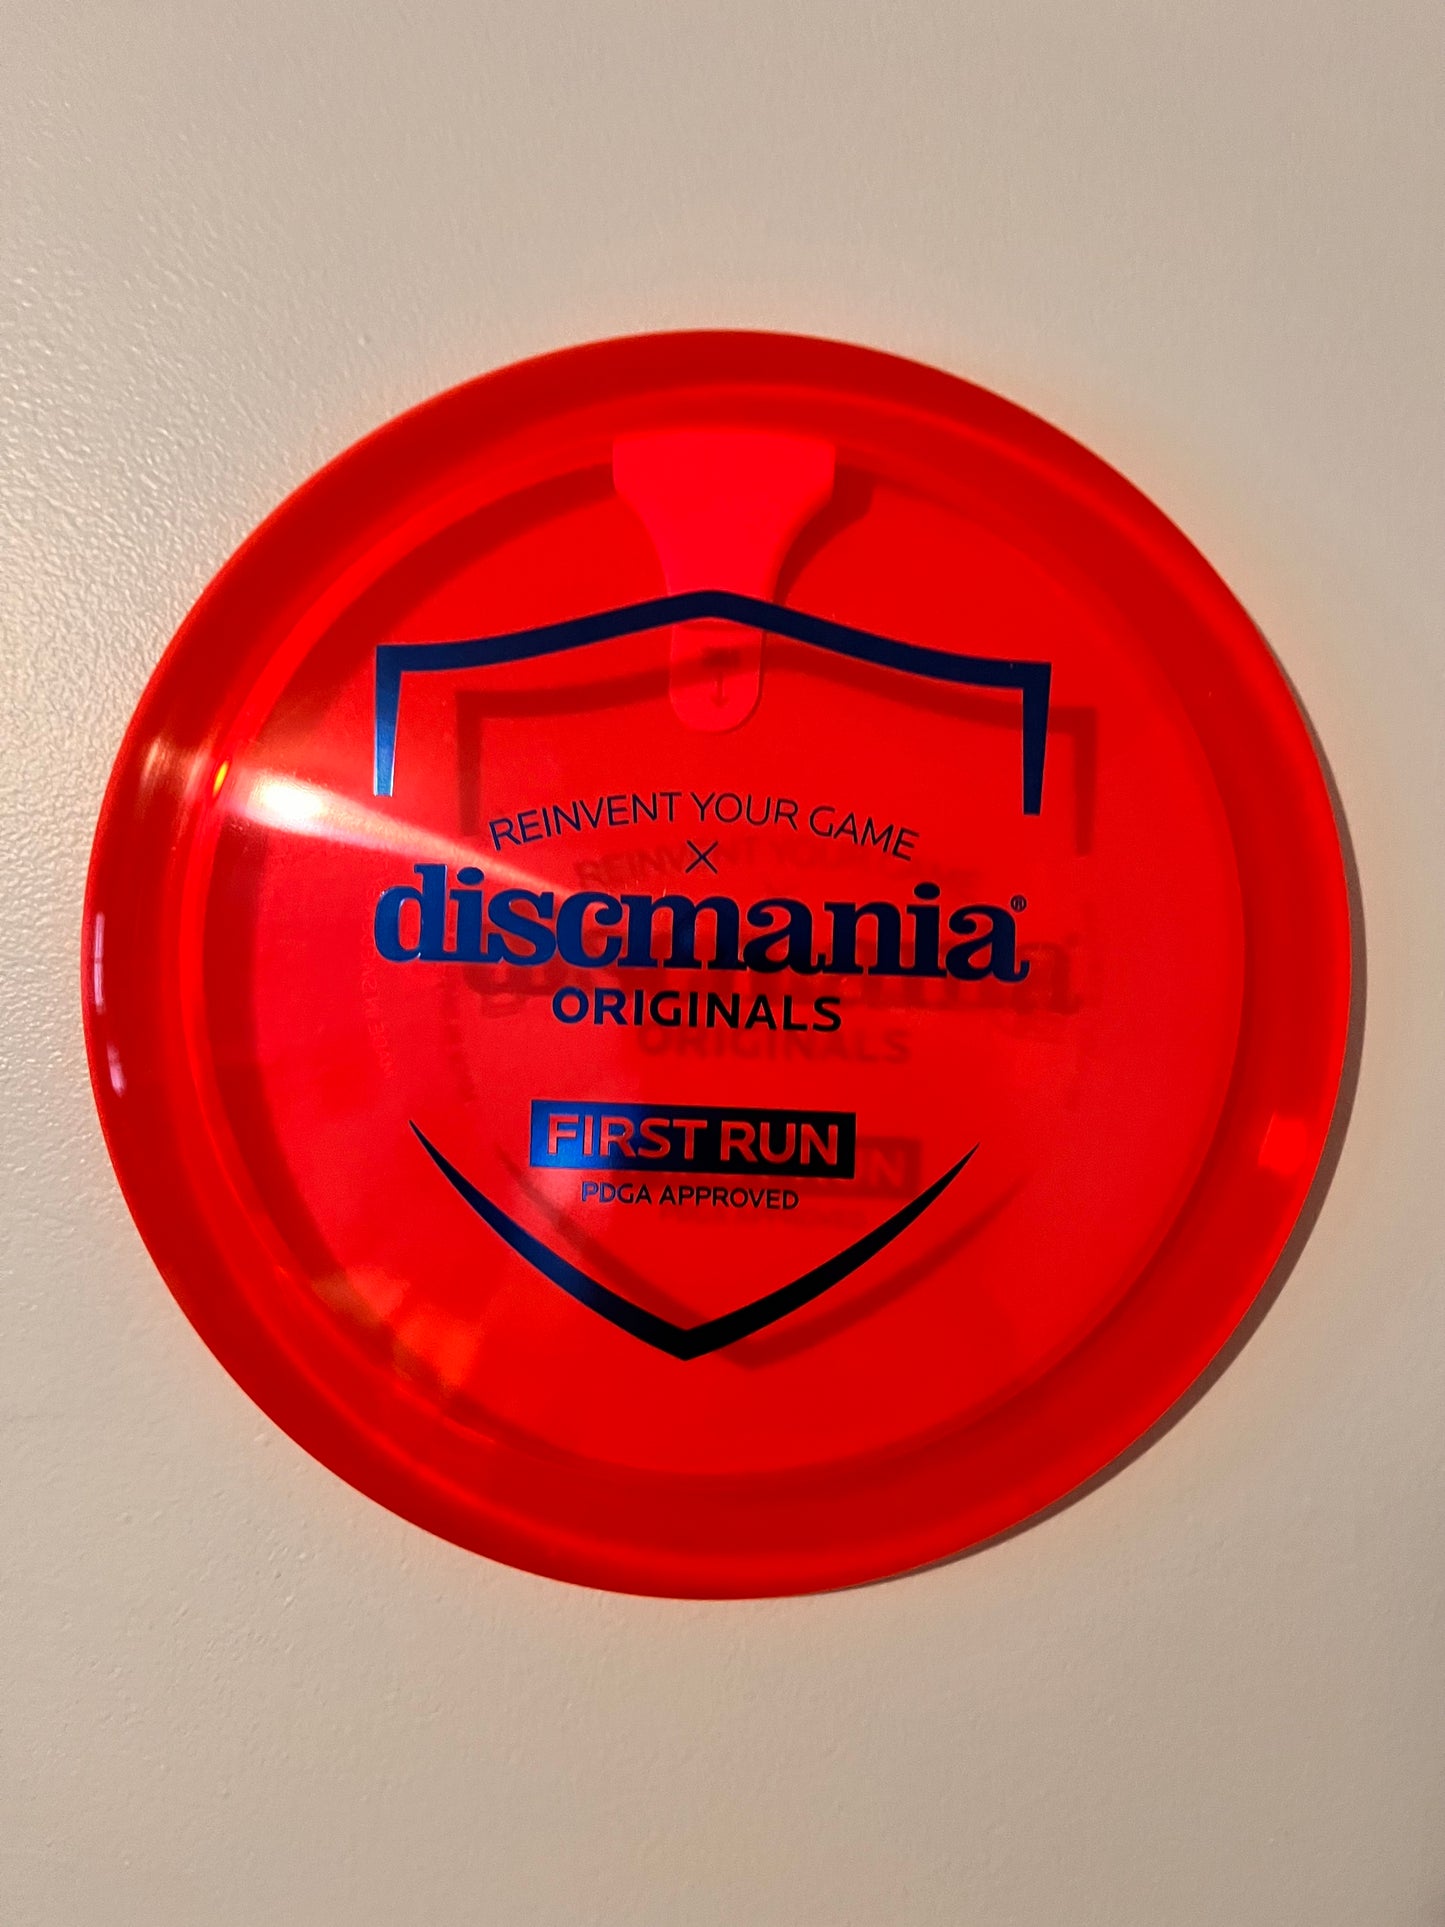 REINVENT YOUR GAME
X
discmania®
ORIGINALS
FIRST RUN
PDGA APPROVED